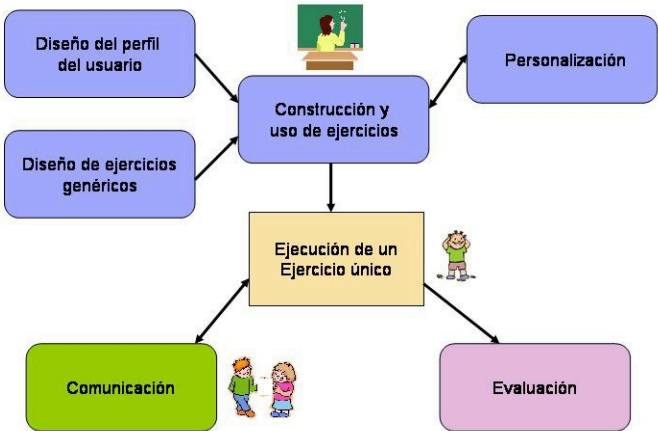 Diseño del perfil
del usuario
Personalización
Construcción y
uso de ejercicios
Diseño de ejercicios
genéricos
Ejecución de un
Ejercicio único
Comunicación
Evaluación